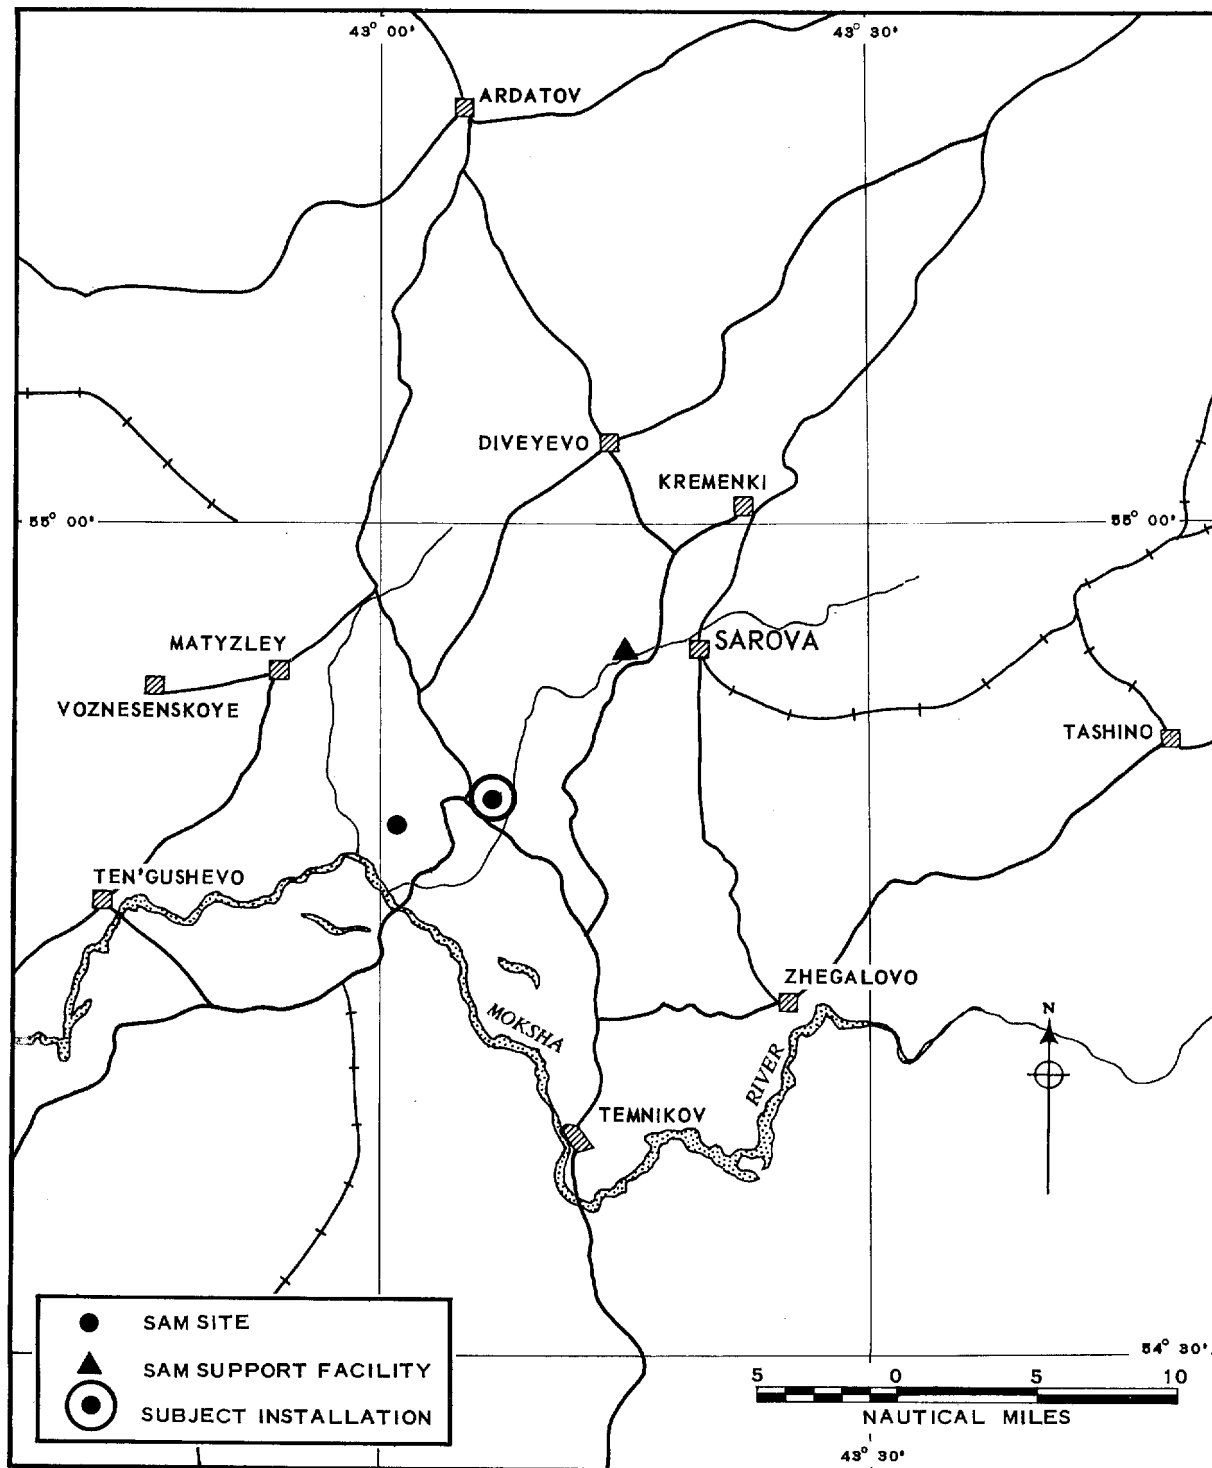 43° 00'
43° 30'
ARDATOV
DIVEYEVO
KREMENKI
55° 00'
55° 00'
MATYZLEY
SAROVA
VOZNESENSKOYE
TASHINO
TEN'GUSHEVO
ZHEGALOVO
MOKSHA
N
RIVER
TEMNIKOV
SAM SITE
54° 30'
SAM SUPPORT FACILITY
5 0 5 10
SUBJECT INSTALLATION
NAUTICAL MILES
43° 30'